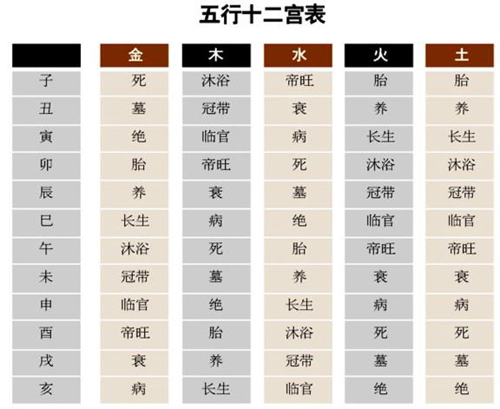 五行十二宫表
金 木 水 火 土
子 死 沐浴 帝旺 胎 胎
丑 墓 冠带 衰 养 养
寅 绝 临官 病 长生 长生
卯 胎 帝旺 死 沐浴 沐浴
辰 养 衰 墓 冠带 冠带
巳 长生 病 绝 临官 临官
午 沐浴 死 胎 帝旺 帝旺
未 冠带 墓 养 衰 衰
申 临官 绝 长生 病 病
酉 帝旺 胎 沐浴 死 死
戌 衰 养 冠带 墓 墓
亥 病 长生 临官 绝 绝